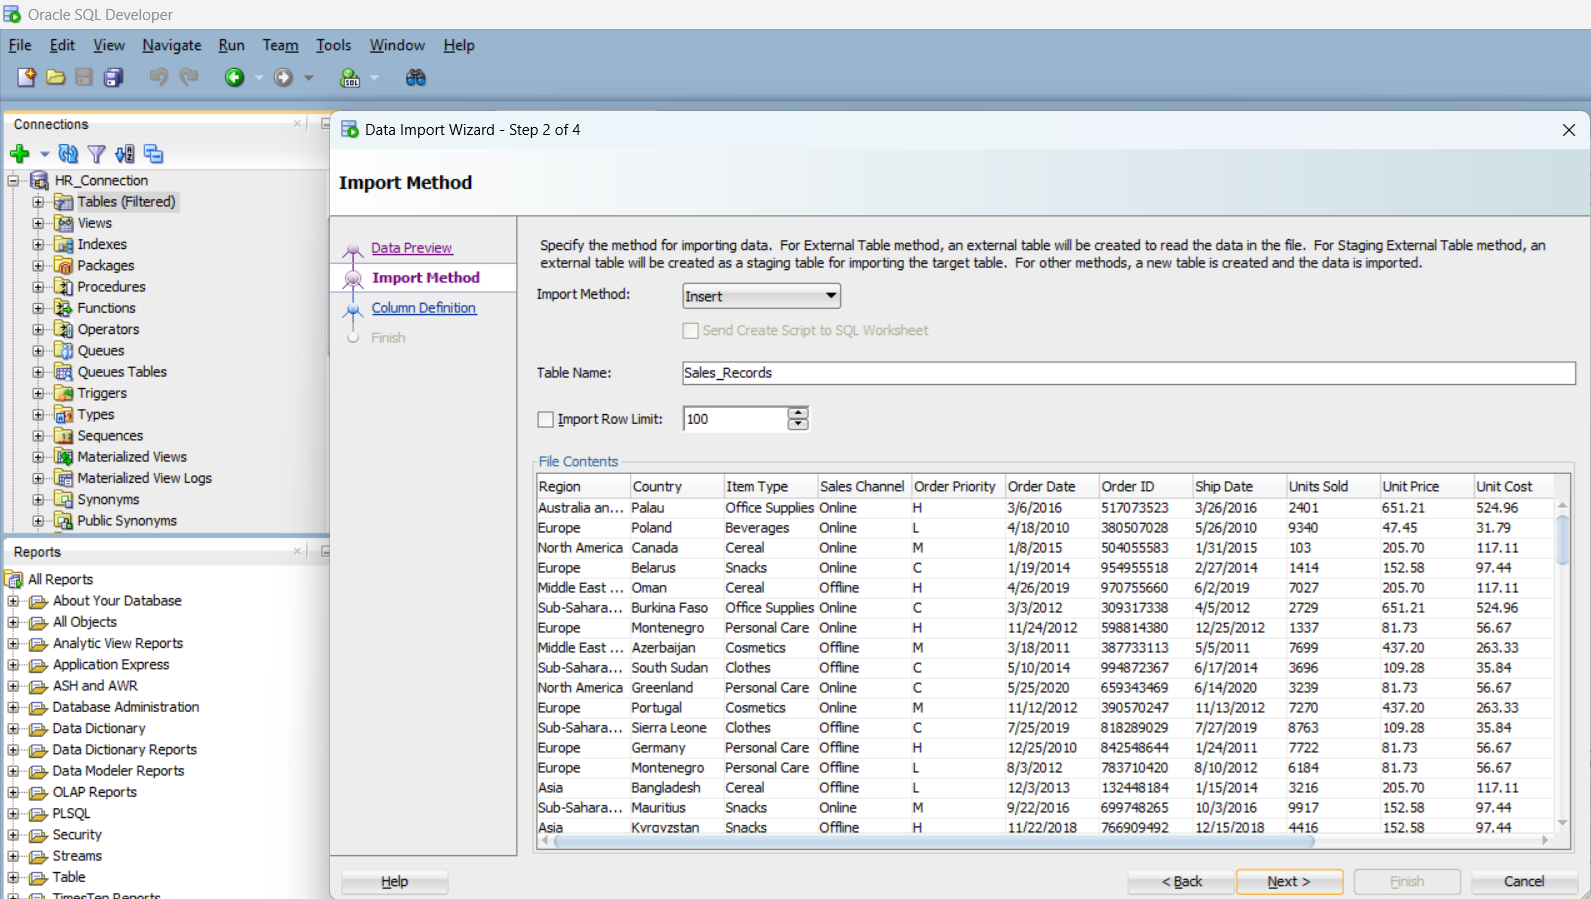 Oracle SQL Developer
File Edit View Navigate Run Team Tools Window Help
Connections
HR_Connection
Tables (Filtered)
Views
Indexes
Packages
Procedures
Functions
Operators
Queues
Queues Tables
Triggers
Types
Sequences
Materialized Views
Materialized View Logs
Synonyms
Public Synonyms
Reports
All Reports
About Your Database
All Objects
Analytic View Reports
Application Express
ASH and AWR
Database Administration
Data Dictionary
Data Dictionary Reports
Data Modeler Reports
OLAP Reports
PLSQL
Security
Streams
Table
TimesTen Reports
Data Import Wizard - Step 2 of 4
Import Method
Data Preview
Import Method
Column Definition
Finish
Specify the method for importing data. For External Table method, an external table will be created to read the data in the file. For Staging External Table method, an
external table will be created as a staging table for importing the target table. For other methods, a new table is created and the data is imported.
Import Method: Insert
Send Create Script to SQL Worksheet
Table Name: Sales_Records
Import Row Limit: 100
File Contents
Region Country Item Type Sales Channel Order Priority Order Date Order ID Ship Date Units Sold Unit Price Unit Cost
Australia an... Palau Office Supplies Online H 3/6/2016 517073523 3/26/2016 2401 651.21 524.96
Europe Poland Beverages Online L 4/18/2010 380507028 5/26/2010 9340 47.45 31.79
North America Canada Cereal Online M 1/8/2015 504055583 1/31/2015 103 205.70 117.11
Europe Belarus Snacks Online C 1/19/2014 954955518 2/27/2014 1414 152.58 97.44
Middle East ... Oman Cereal Offline H 4/26/2019 970755660 6/2/2019 7027 205.70 117.11
Sub-Sahara... Burkina Faso Office Supplies Online C 3/3/2012 309317338 4/5/2012 2729 651.21 524.96
Europe Montenegro Personal Care Online H 11/24/2012 598814380 12/25/2012 1337 81.73 56.67
Middle East ... Azerbaijan Cosmetics Offline M 3/18/2011 387733113 5/5/2011 7699 437.20 263.33
Sub-Sahara... South Sudan Clothes Offline C 5/10/2014 994872367 6/17/2014 3696 109.28 35.84
North America Greenland Personal Care Online C 5/25/2020 659343469 6/14/2020 3239 81.73 56.67
Europe Portugal Cosmetics Online M 11/12/2012 390570247 11/13/2012 7270 437.20 263.33
Sub-Sahara... Sierra Leone Clothes Offline C 7/25/2019 818289029 7/27/2019 8763 109.28 35.84
Europe Germany Personal Care Offline H 12/25/2010 842548644 1/24/2011 7722 81.73 56.67
Europe Montenegro Personal Care Offline L 8/3/2012 783710420 8/10/2012 6184 81.73 56.67
Asia Bangladesh Cereal Offline L 12/3/2013 132448184 1/15/2014 3216 205.70 117.11
Sub-Sahara... Mauritius Snacks Online M 9/22/2016 699748265 10/3/2016 9917 152.58 97.44
Asia Kyrgyzstan Snacks Offline H 11/22/2018 766909492 12/15/2018 4416 152.58 97.44
Help < Back Next > Finish Cancel